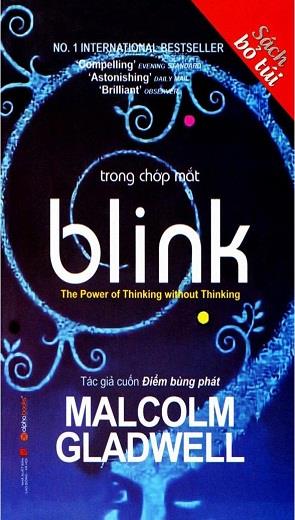 NO. 1 INTERNATIONAL BESTSELLER
'Compelling' EVENING STANDARD
'Astonishing' DAILY MAIL
'Brilliant' OBSERVER
Sách
bỏ túi
trong chớp mắt
blink
The Power of Thinking without Thinking
Tác giả cuốn Điểm bùng phát
MALCOLM
GLADWELL
alphabooks